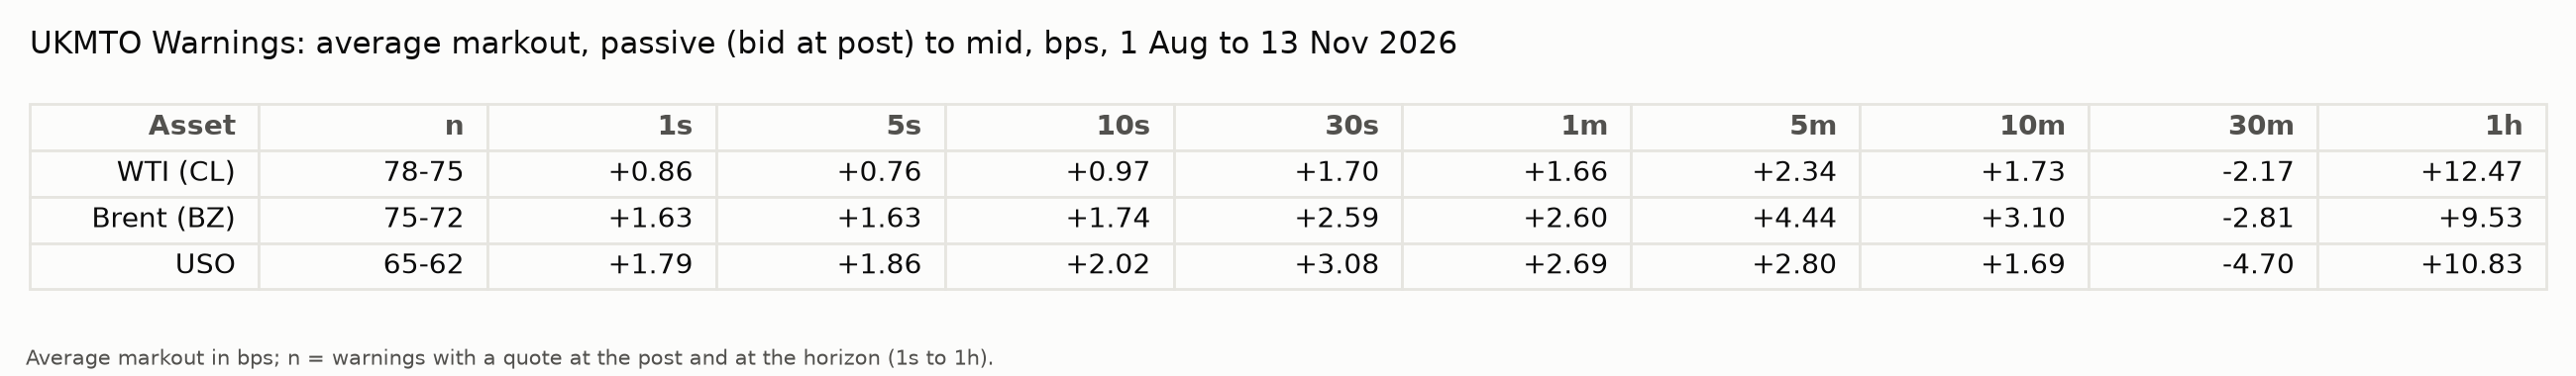 UKMTO Warnings: average markout, passive (bid at post) to mid, bps, 1 Aug to 13 Nov 2026
Asset n 1s 5s 10s 30s 1m 5m 10m 30m 1h
WTI (CL) 78-75 +0.86 +0.76 +0.97 +1.70 +1.66 +2.34 +1.73 -2.17 +12.47
Brent (BZ) 75-72 +1.63 +1.63 +1.74 +2.59 +2.60 +4.44 +3.10 -2.81 +9.53
USO 65-62 +1.79 +1.86 +2.02 +3.08 +2.69 +2.80 +1.69 -4.70 +10.83
Average markout in bps; n = warnings with a quote at the post and at the horizon (1s to 1h).